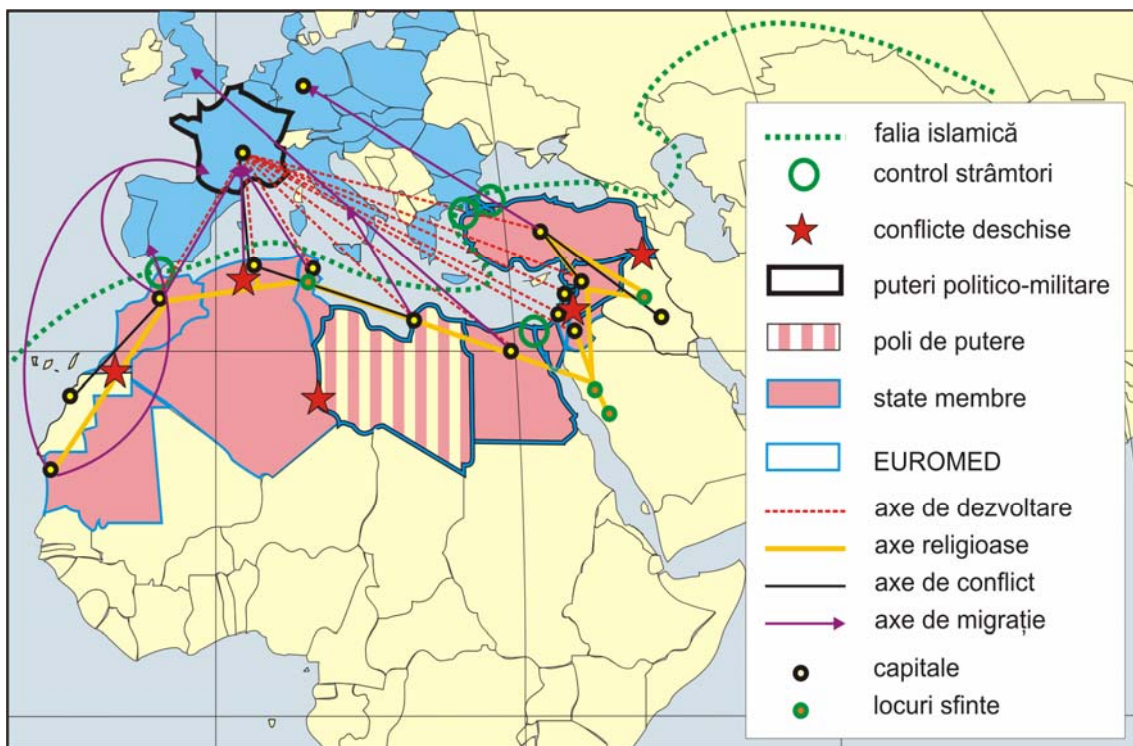 falia islamică
control strâmtori
conflicte deschise
puteri politico-militare
poli de putere
state membre
EUROMED
axe de dezvoltare
axe religioase
axe de conflict
axe de migrație
capitale
locuri sfinte